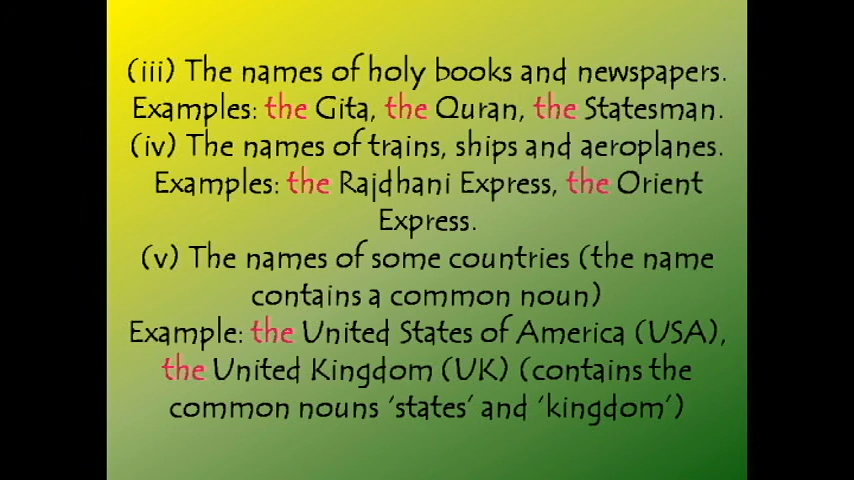 (iii) The names of holy books and newspapers.
Examples: the Gita, the Quran, the Statesman.
(iv) The names of trains, ships and aeroplanes.
Examples: the Rajdhani Express, the Orient
Express.
(v) The names of some countries (the name
contains a common noun)
Example: the United States of America (USA),
the United Kingdom (UK) (contains the
common nouns ‘states’ and ‘kingdom’)